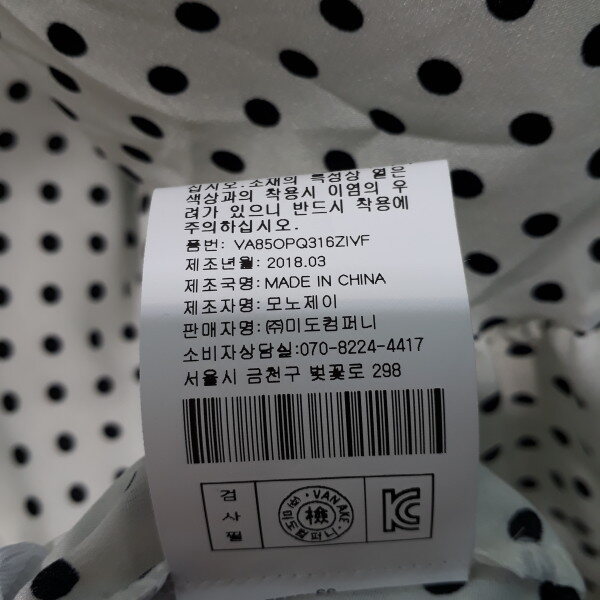 십시오.소재의 특성상 옅은
색상과의 착용시 이염의 우
려가 있으니 반드시 착용에
주의하십시오.
품번: VA85OPQ316ZIVF
제조년월: 2018.03
제조국명: MADE IN CHINA
제조자명: 모노제이
판매자명: ㈜미도컴퍼니
소비자상담실:070-8224-4417
서울시 금천구 벚꽃로 298
검사필
VANAKE
㈜미도컴퍼니
檢
KC